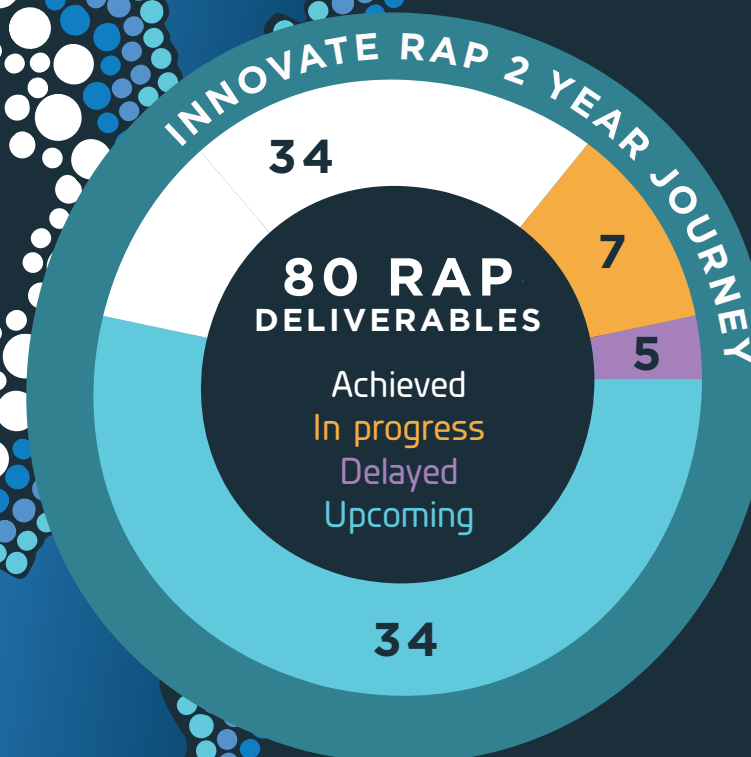 INNOVATE RAP 2 YEAR JOURNEY
34
7
80 RAP
DELIVERABLES
5
Achieved
In progress
Delayed
Upcoming
34